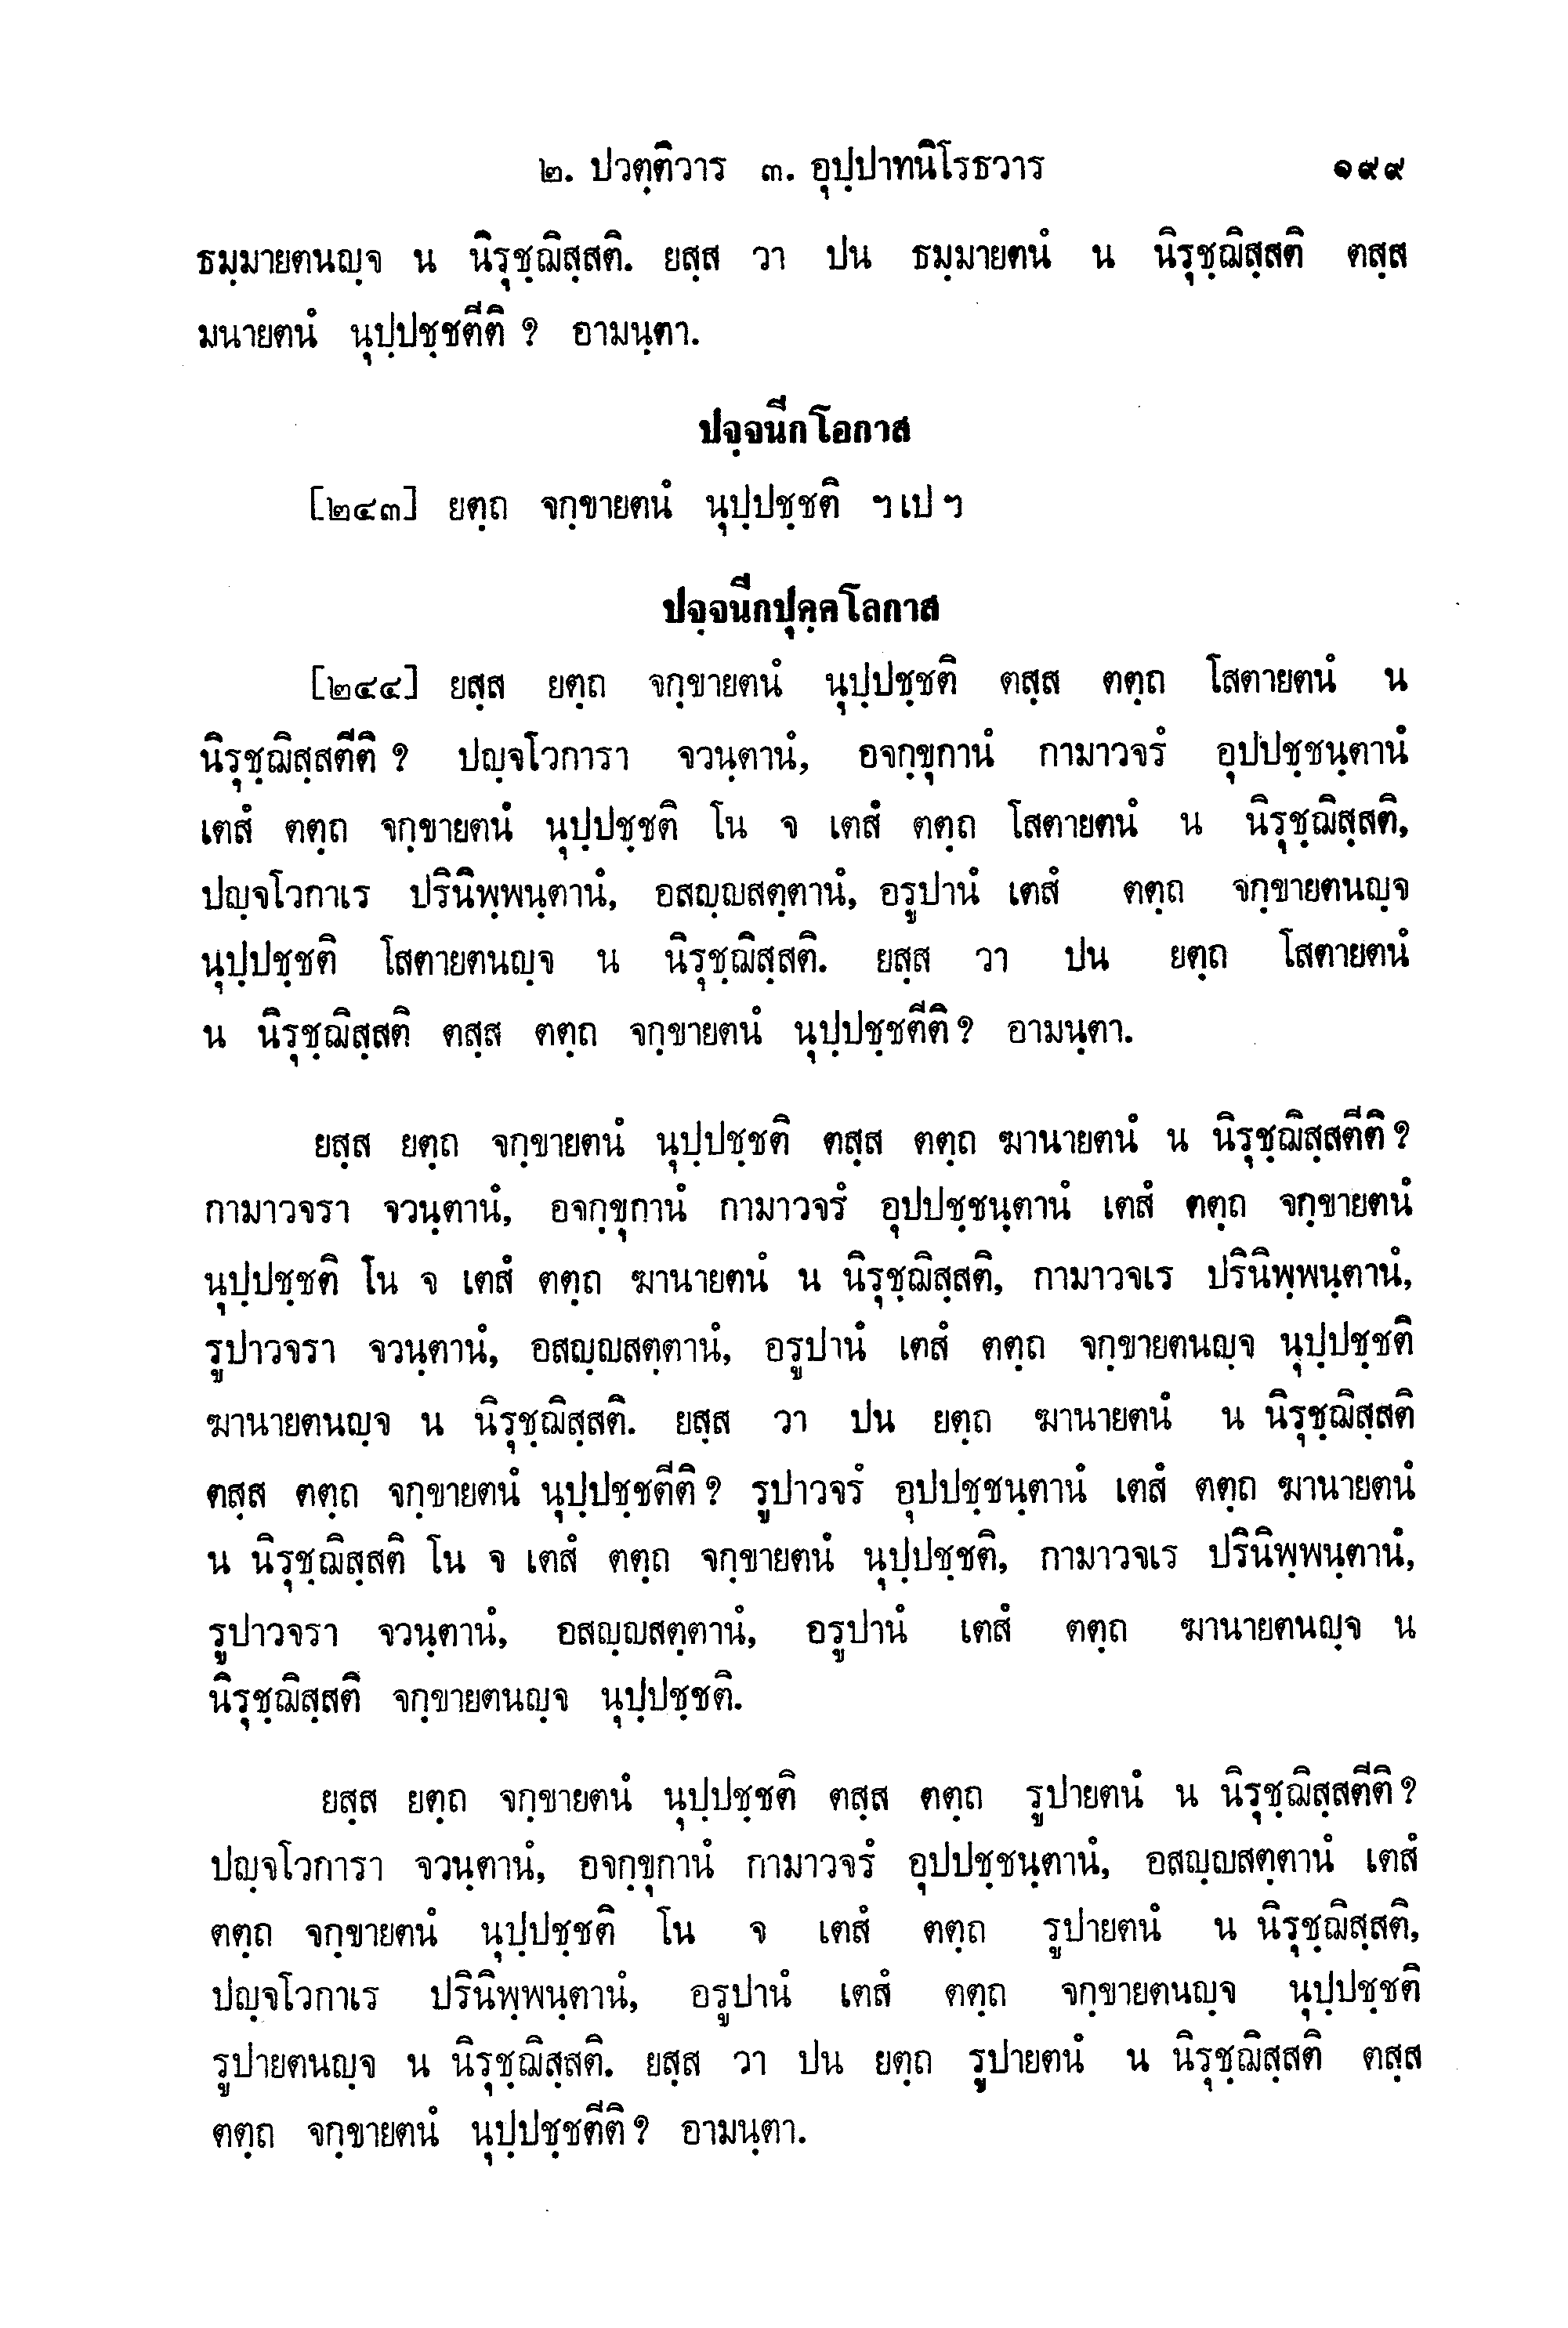 ๒. ปวตฺติวาร ๓. อุปฺปาทนิโรธวาร ๑๙๙
ธมฺมายตนญฺจ น นิรุชฺฌิสฺสติ. ยสฺส วา ปน ธมฺมายตนํ น นิรุชฺฌิสฺสติ ตสฺส
มนายตนํ นุปฺปชฺชตีติ ? อามนฺตา.
ปจฺจนีกโอกาส
[๒๔๓] ยตฺถ จกฺขายตนํ นุปฺปชฺชติ ฯเปฯ
ปจฺจนีกปุคฺคโลกาส
[๒๔๔] ยสฺส ยตฺถ จกฺขายตนํ นุปฺปชฺชติ ตสฺส ตตฺถ โสตายตนํ น
นิรุชฺฌิสฺสตีติ ? ปญฺจโวการา จวนฺตานํ, อจกฺขุกานํ กามาวจรํ อุปปชฺชนฺตานํ
เตสํ ตตฺถ จกฺขายตนํ นุปฺปชฺชติ โน จ เตสํ ตตฺถ โสตายตนํ น นิรุชฺฌิสฺสติ,
ปญฺจโวกาเร ปรินิพฺพนฺตานํ, อสญฺญสตฺตานํ, อรูปานํ เตสํ ตตฺถ จกฺขายตนญฺจ
นุปฺปชฺชติ โสตายตนญฺจ น นิรุชฺฌิสฺสติ. ยสฺส วา ปน ยตฺถ โสตายตนํ
น นิรุชฺฌิสฺสติ ตสฺส ตตฺถ จกฺขายตนํ นุปฺปชฺชตีติ ? อามนฺตา.
ยสฺส ยตฺถ จกฺขายตนํ นุปฺปชฺชติ ตสฺส ตตฺถ ฆานายตนํ น นิรุชฺฌิสฺสตีติ ?
กามาวจรา จวนฺตานํ, อจกฺขุกานํ กามาวจรํ อุปปชฺชนฺตานํ เตสํ ตตฺถ จกฺขายตนํ
นุปฺปชฺชติ โน จ เตสํ ตตฺถ ฆานายตนํ น นิรุชฺฌิสฺสติ, กามาวจเร ปรินิพฺพนฺตานํ,
รูปาวจรา จวนฺตานํ, อสญฺญสตฺตานํ, อรูปานํ เตสํ ตตฺถ จกฺขายตนญฺจ นุปฺปชฺชติ
ฆานายตนญฺจ น นิรุชฺฌิสฺสติ. ยสฺส วา ปน ยตฺถ ฆานายตนํ น นิรุชฺฌิสฺสติ
ตสฺส ตตฺถ จกฺขายตนํ นุปฺปชฺชตีติ ? รูปาวจรํ อุปปชฺชนฺตานํ เตสํ ตตฺถ ฆานายตนํ
น นิรุชฺฌิสฺสติ โน จ เตสํ ตตฺถ จกฺขายตนํ นุปฺปชฺชติ, กามาวจเร ปรินิพฺพนฺตานํ,
รูปาวจรา จวนฺตานํ, อสญฺญสตฺตานํ, อรูปานํ เตสํ ตตฺถ ฆานายตนญฺจ น
นิรุชฺฌิสฺสติ จกฺขายตนญฺจ นุปฺปชฺชติ.
ยสฺส ยตฺถ จกฺขายตนํ นุปฺปชฺชติ ตสฺส ตตฺถ รูปายตนํ น นิรุชฺฌิสฺสตีติ ?
ปญฺจโวการา จวนฺตานํ, อจกฺขุกานํ กามาวจรํ อุปปชฺชนฺตานํ, อสญฺญสตฺตานํ เตสํ
ตตฺถ จกฺขายตนํ นุปฺปชฺชติ โน จ เตสํ ตตฺถ รูปายตนํ น นิรุชฺฌิสฺสติ,
ปญฺจโวกาเร ปรินิพฺพนฺตานํ, อรูปานํ เตสํ ตตฺถ จกฺขายตนญฺจ นุปฺปชฺชติ
รูปายตนญฺจ น นิรุชฺฌิสฺสติ. ยสฺส วา ปน ยตฺถ รูปายตนํ น นิรุชฺฌิสฺสติ ตสฺส
ตตฺถ จกฺขายตนํ นุปฺปชฺชตีติ ? อามนฺตา.